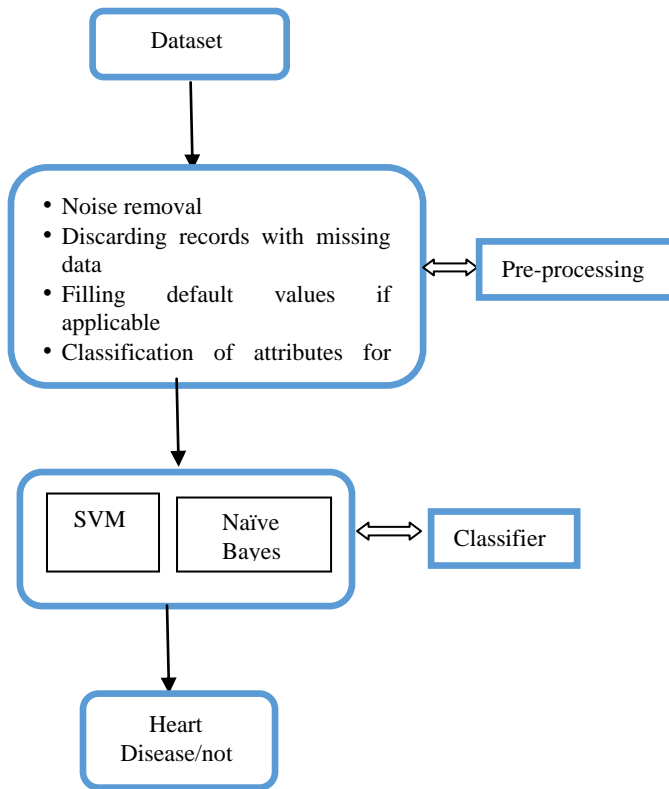 Dataset
• Noise removal
• Discarding records with missing
data
• Filling default values if
applicable
• Classification of attributes for
Pre-processing
SVM
Naïve
Bayes
Classifier
Heart
Disease/not